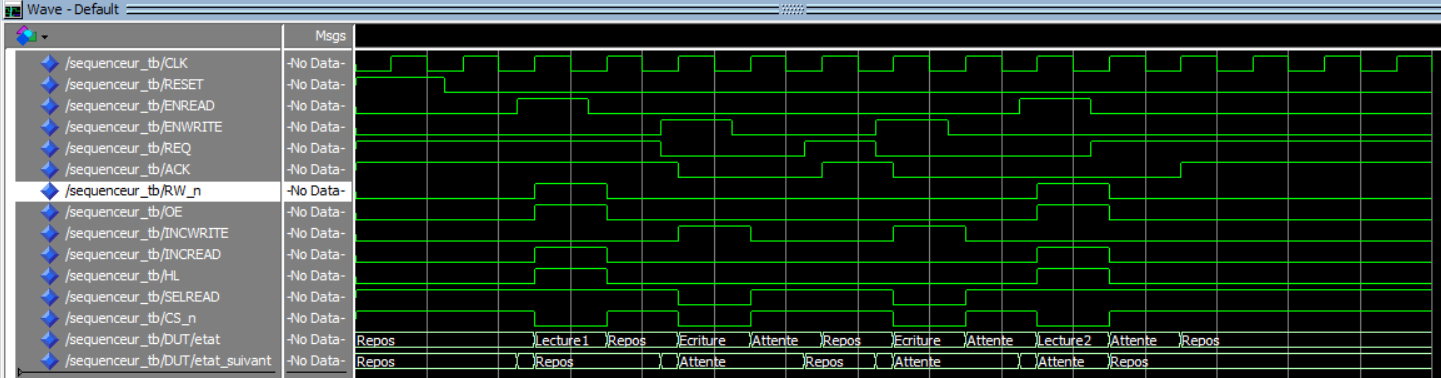 Wave - Default
Msgs
/sequenceur_tb/CLK -No Data-
/sequenceur_tb/RESET -No Data-
/sequenceur_tb/ENREAD -No Data-
/sequenceur_tb/ENWRITE -No Data-
/sequenceur_tb/REQ -No Data-
/sequenceur_tb/ACK -No Data-
/sequenceur_tb/RW_n -No Data-
/sequenceur_tb/OE -No Data-
/sequenceur_tb/INCWRITE -No Data-
/sequenceur_tb/INCREAD -No Data-
/sequenceur_tb/HL -No Data-
/sequenceur_tb/SELREAD -No Data-
/sequenceur_tb/CS_n -No Data-
/sequenceur_tb/DUT/etat -No Data- Repos Lecture1 Repos Ecriture Attente Repos Ecriture Attente Lecture2 Attente Repos
/sequenceur_tb/DUT/etat_suivant -No Data- Repos Repos Attente Repos Attente Attente Repos